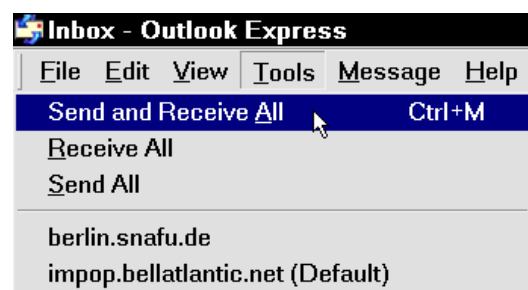 Inbox - Outlook Express
File Edit View Tools Message Help
Send and Receive All Ctrl+M
Receive All
Send All
berlin.snafu.de
impop.bellatlantic.net (Default)